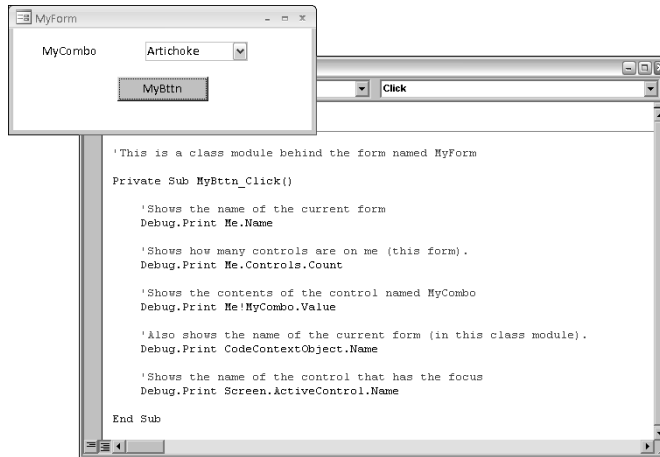 MyForm
MyCombo Artichoke
MyBttn
Click
'This is a class module behind the form named MyForm
Private Sub MyBttn_Click()
'Shows the name of the current form
Debug.Print Me.Name
'Shows how many controls are on me (this form).
Debug.Print Me.Controls.Count
'Shows the contents of the control named MyCombo
Debug.Print Me!MyCombo.Value
'Also shows the name of the current form (in this class module).
Debug.Print CodeContextObject.Name
'Shows the name of the control that has the focus
Debug.Print Screen.ActiveControl.Name
End Sub